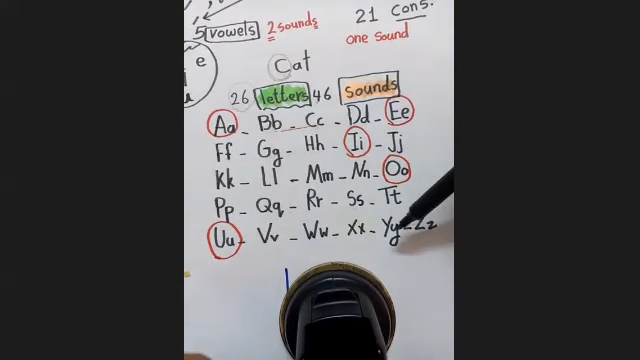 5 vowels 2 sounds
21 cons.
one sound
e
Cat
26 letters 46 sounds
Aa - Bb - Cc - Dd - Ee
Ff - Gg - Hh - Ii - Jj
Kk - Ll - Mm - Nn - Oo
Pp - Qq - Rr - Ss - Tt
Uu - Vv - Ww - Xx - Yy - Zz